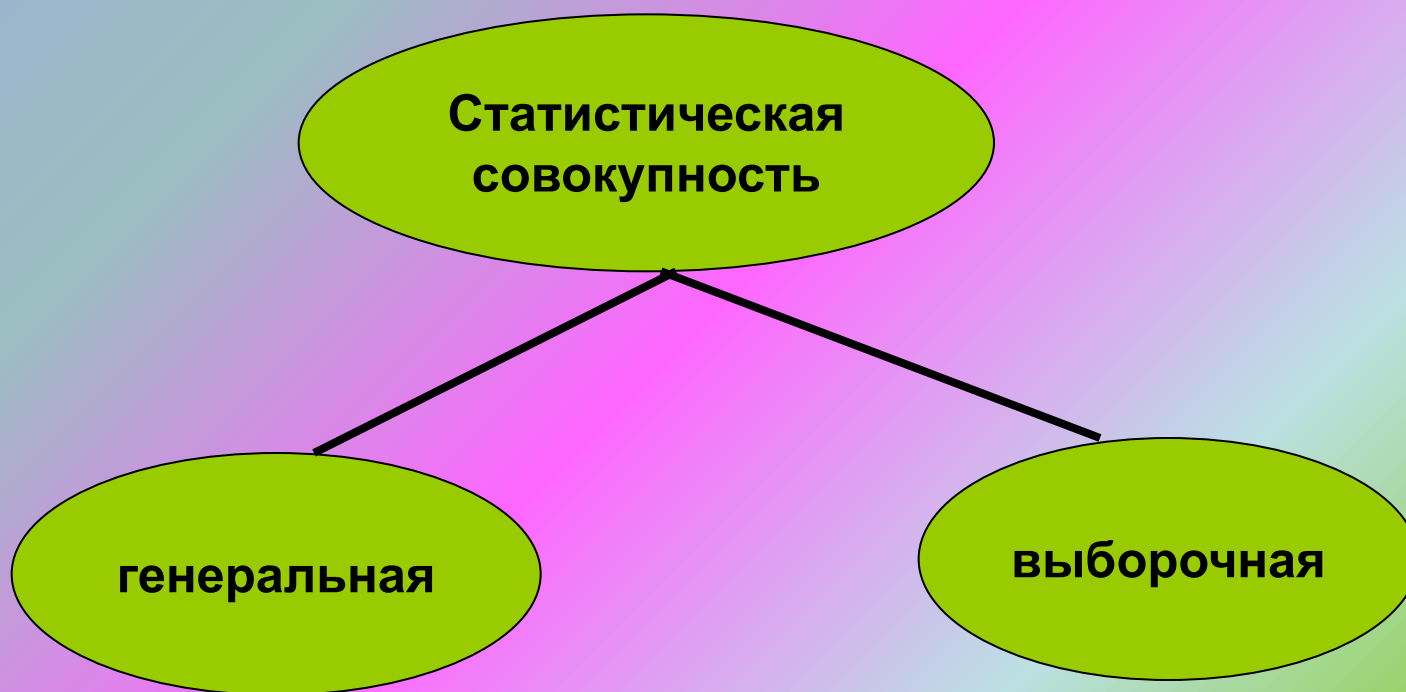 Статистическая
совокупность
генеральная
выборочная